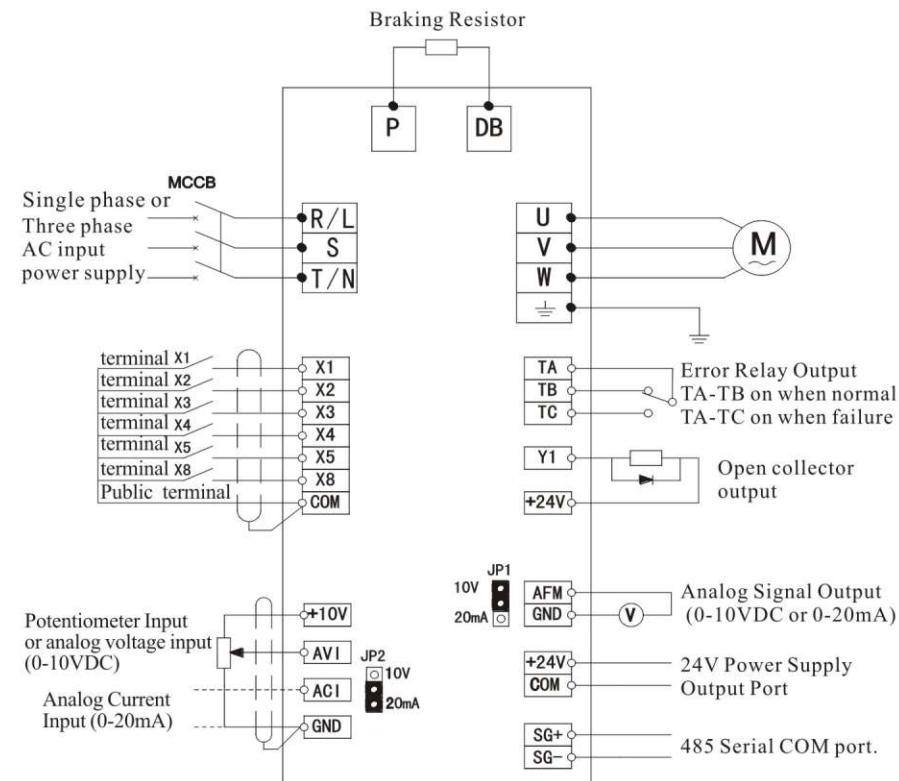 Braking Resistor
P
DB
MCCB
Single phase or
Three phase
AC input
power supply
R/L
S
T/N
U
V
W
M
terminal X1
terminal X2
terminal X3
terminal X4
terminal X5
terminal X8
Public terminal
X1
X2
X3
X4
X5
X8
COM
TA
TB
TC
Error Relay Output
TA-TB on when normal
TA-TC on when failure
Y1
+24V
Open collector
output
JP1
10V
20mA
AFM
GND
V
Analog Signal Output
(0-10VDC or 0-20mA)
Potentiometer Input
or analog voltage input
(0-10VDC)
Analog Current
Input (0-20mA)
+10V
AVI
ACI
GND
JP2
10V
20mA
+24V
COM
24V Power Supply
Output Port
SG+
SG-
485 Serial COM port.